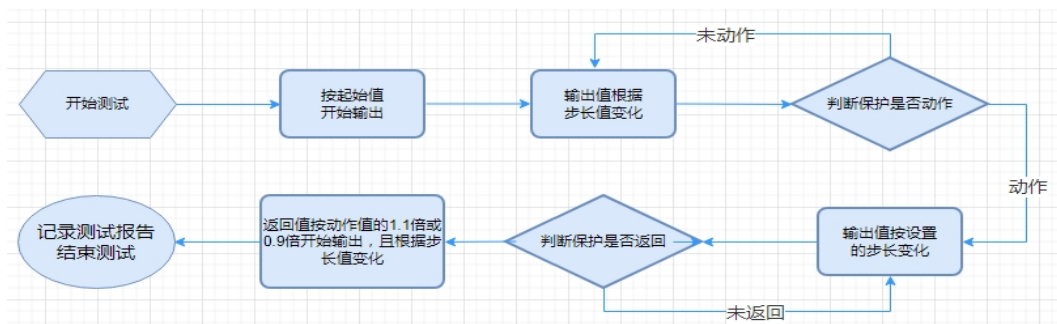 未动作
开始测试
按起始值
开始输出
输出值根据
步长值变化
判断保护是否动作
动作
记录测试报告
结束测试
返回值按动作值的1.1倍或
0.9倍开始输出，且根据步
长值变化
判断保护是否返回
输出值按设置
的步长变化
未返回